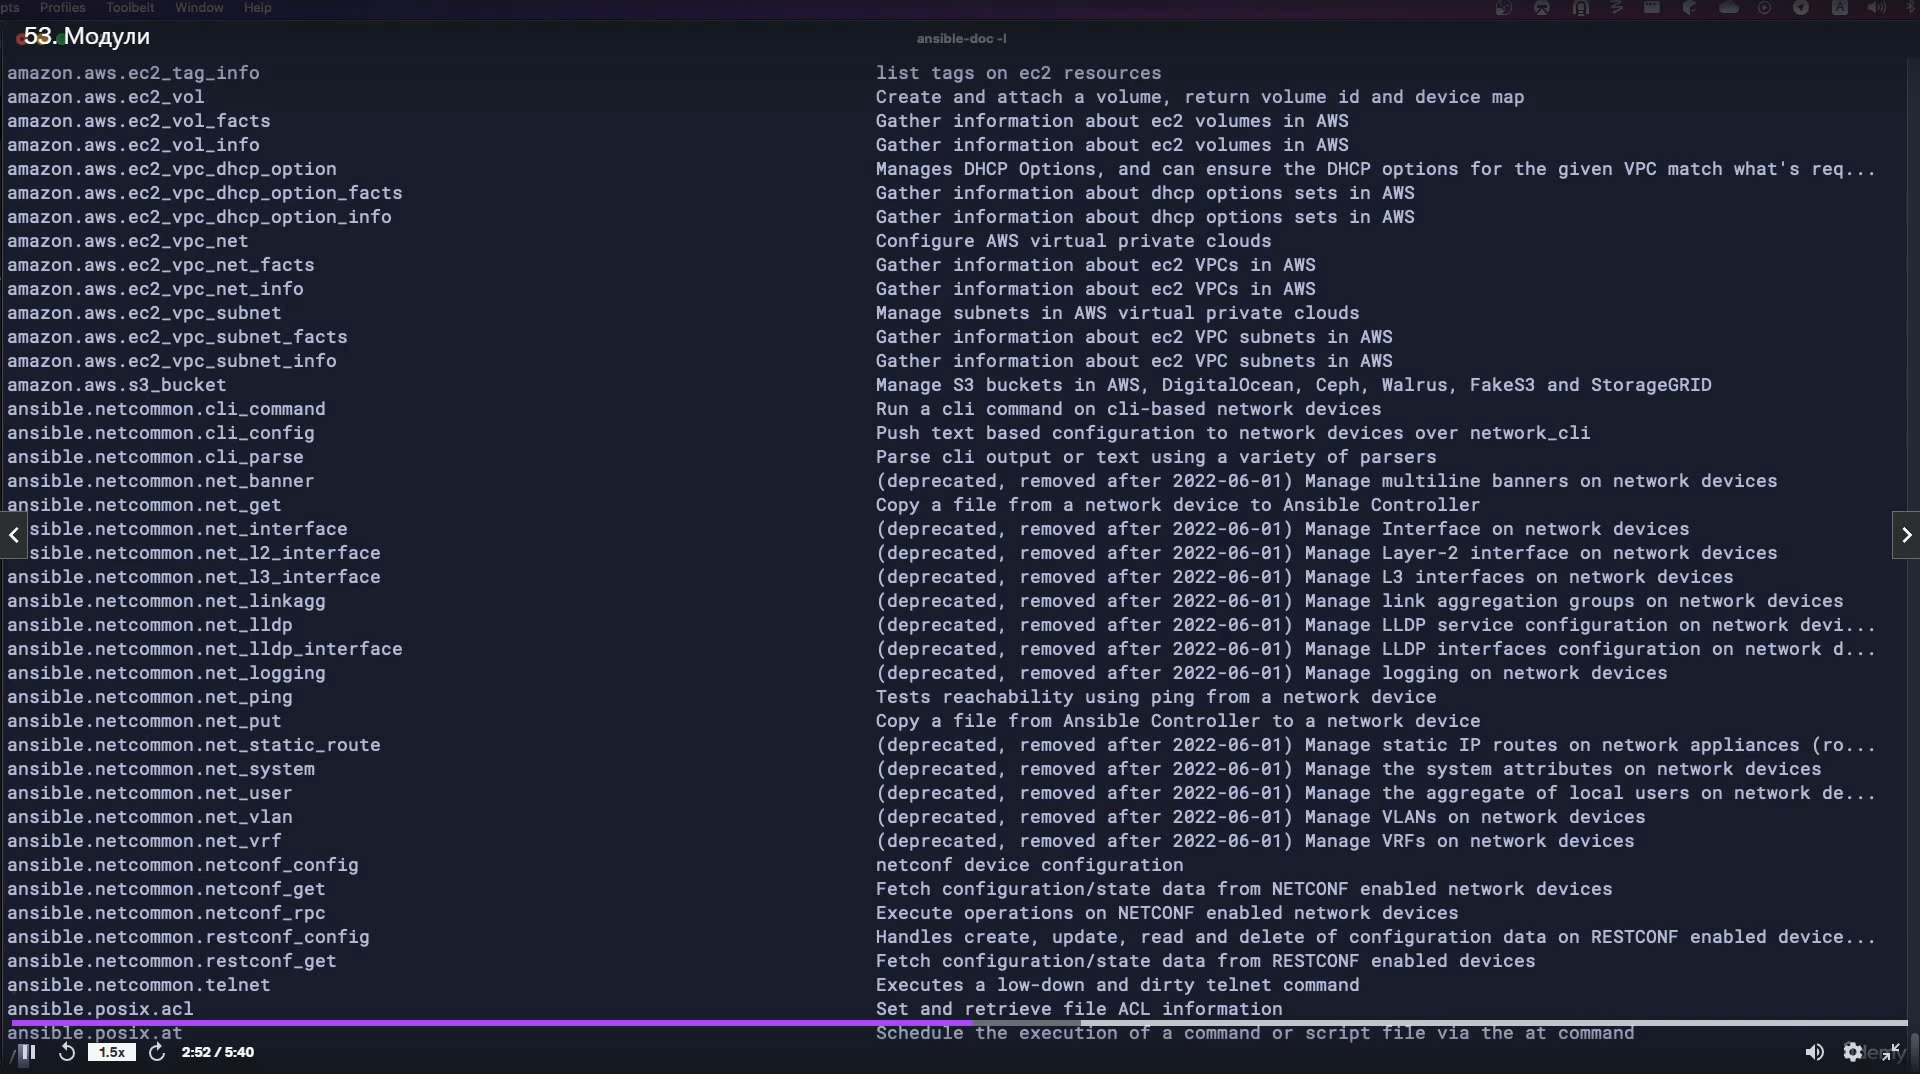 pts Profiles Toolbelt Window Help
53. Модули
ansible-doc -l
amazon.aws.ec2_tag_info list tags on ec2 resources
amazon.aws.ec2_vol Create and attach a volume, return volume id and device map
amazon.aws.ec2_vol_facts Gather information about ec2 volumes in AWS
amazon.aws.ec2_vol_info Gather information about ec2 volumes in AWS
amazon.aws.ec2_vpc_dhcp_option Manages DHCP Options, and can ensure the DHCP options for the given VPC match what's req...
amazon.aws.ec2_vpc_dhcp_option_facts Gather information about dhcp options sets in AWS
amazon.aws.ec2_vpc_dhcp_option_info Gather information about dhcp options sets in AWS
amazon.aws.ec2_vpc_net Configure AWS virtual private clouds
amazon.aws.ec2_vpc_net_facts Gather information about ec2 VPCs in AWS
amazon.aws.ec2_vpc_net_info Gather information about ec2 VPCs in AWS
amazon.aws.ec2_vpc_subnet Manage subnets in AWS virtual private clouds
amazon.aws.ec2_vpc_subnet_facts Gather information about ec2 VPC subnets in AWS
amazon.aws.ec2_vpc_subnet_info Gather information about ec2 VPC subnets in AWS
amazon.aws.s3_bucket Manage S3 buckets in AWS, DigitalOcean, Ceph, Walrus, FakeS3 and StorageGRID
ansible.netcommon.cli_command Run a cli command on cli-based network devices
ansible.netcommon.cli_config Push text based configuration to network devices over network_cli
ansible.netcommon.cli_parse Parse cli output or text using a variety of parsers
ansible.netcommon.net_banner (deprecated, removed after 2022-06-01) Manage multiline banners on network devices
ansible.netcommon.net_get Copy a file from a network device to Ansible Controller
sible.netcommon.net_interface (deprecated, removed after 2022-06-01) Manage Interface on network devices
sible.netcommon.net_l2_interface (deprecated, removed after 2022-06-01) Manage Layer-2 interface on network devices
ansible.netcommon.net_l3_interface (deprecated, removed after 2022-06-01) Manage L3 interfaces on network devices
ansible.netcommon.net_linkagg (deprecated, removed after 2022-06-01) Manage link aggregation groups on network devices
ansible.netcommon.net_lldp (deprecated, removed after 2022-06-01) Manage LLDP service configuration on network devi...
ansible.netcommon.net_lldp_interface (deprecated, removed after 2022-06-01) Manage LLDP interfaces configuration on network d...
ansible.netcommon.net_logging (deprecated, removed after 2022-06-01) Manage logging on network devices
ansible.netcommon.net_ping Tests reachability using ping from a network device
ansible.netcommon.net_put Copy a file from Ansible Controller to a network device
ansible.netcommon.net_static_route (deprecated, removed after 2022-06-01) Manage static IP routes on network appliances (ro...
ansible.netcommon.net_system (deprecated, removed after 2022-06-01) Manage the system attributes on network devices
ansible.netcommon.net_user (deprecated, removed after 2022-06-01) Manage the aggregate of local users on network de...
ansible.netcommon.net_vlan (deprecated, removed after 2022-06-01) Manage VLANs on network devices
ansible.netcommon.net_vrf (deprecated, removed after 2022-06-01) Manage VRFs on network devices
ansible.netcommon.netconf_config netconf device configuration
ansible.netcommon.netconf_get Fetch configuration/state data from NETCONF enabled network devices
ansible.netcommon.netconf_rpc Execute operations on NETCONF enabled network devices
ansible.netcommon.restconf_config Handles create, update, read and delete of configuration data on RESTCONF enabled device...
ansible.netcommon.restconf_get Fetch configuration/state data from RESTCONF enabled devices
ansible.netcommon.telnet Executes a low-down and dirty telnet command
ansible.posix.acl Set and retrieve file ACL information
ansible.posix.at Schedule the execution of a command or script file via the at command
1.5x 2:52 / 5:40